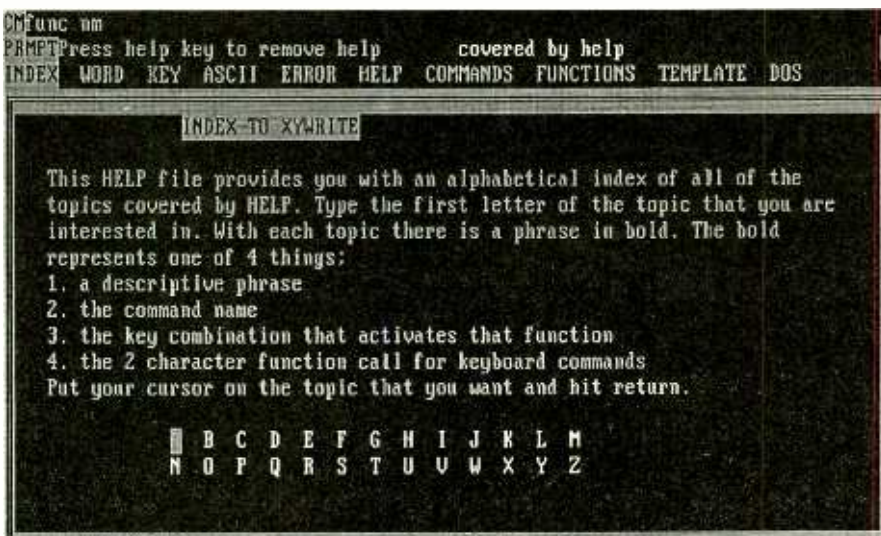 CMfunc nm
PRMPTPress help key to remove help covered by help
INDEX WORD KEY ASCII ERROR HELP COMMANDS FUNCTIONS TEMPLATE DOS
INDEX TO XYWRITE
This HELP file provides you with an alphabetical index of all of the
topics covered by HELP. Type the first letter of the topic that you are
interested in. With each topic there is a phrase in bold. The bold
represents one of 4 things:
1. a descriptive phrase
2. the command name
3. the key combination that activates that function
4. the 2 character function call for keyboard commands
Put your cursor on the topic that you want and hit return.
B C D E F G H I J K L M
N O P Q R S T U V W X Y Z